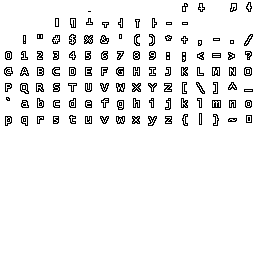 ! " # $ % & ' ( ) * + , - . /
0 1 2 3 4 5 6 7 8 9 : ; < = > ?
@ A B C D E F G H I J K L M N O
P Q R S T U V W X Y Z [ \ ] ^ _
` a b c d e f g h i j k l m n o
p q r s t u v w x y z { | } ~